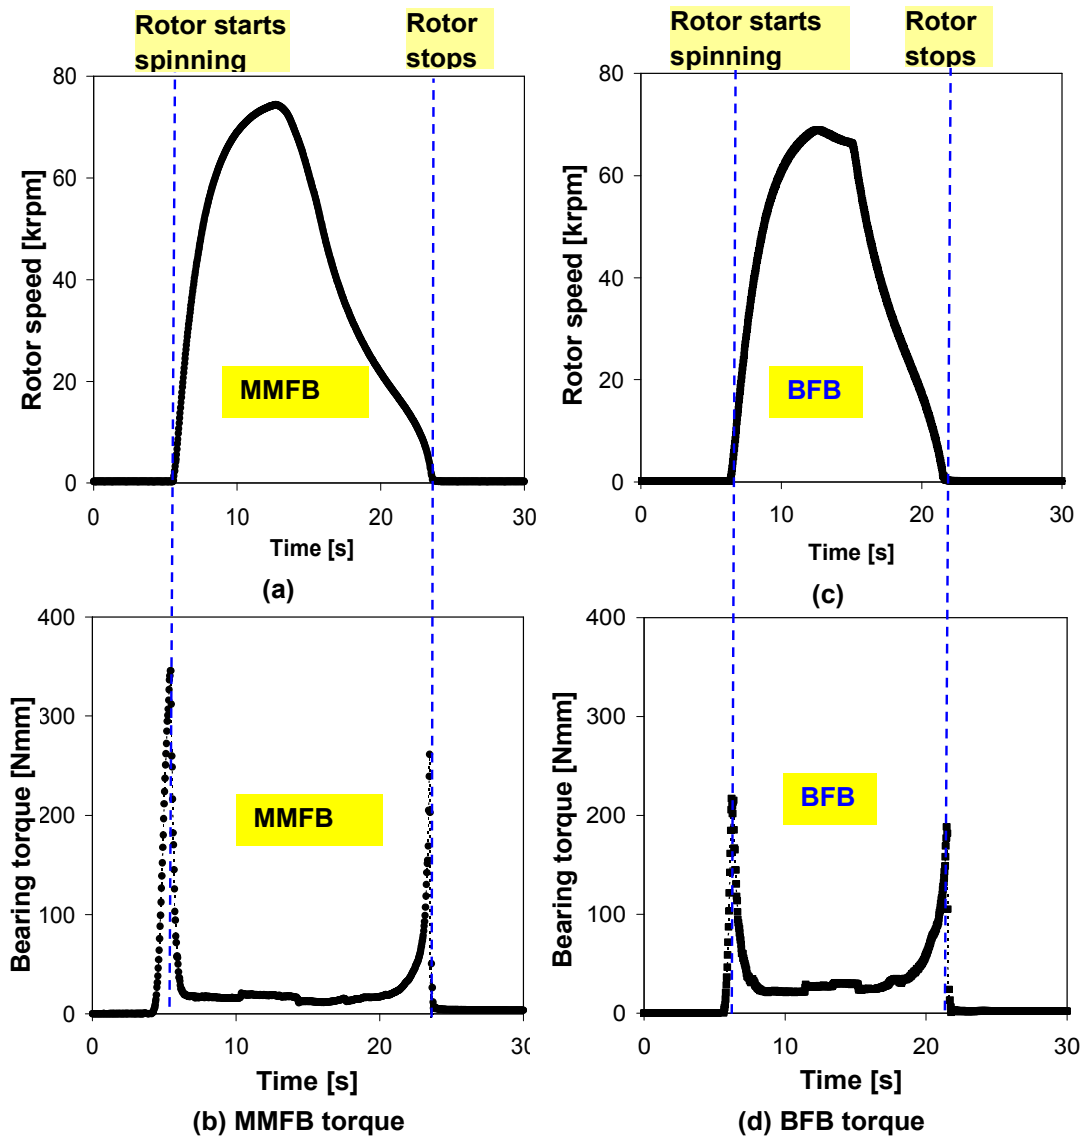 Rotor starts
spinning
Rotor
stops
80
60
40
20
0
Rotor speed [krpm]
MMFB
0 10 20 30
Time [s]
(a)
Rotor starts
spinning
Rotor
stops
80
60
40
20
0
Rotor speed [krpm]
BFB
0 10 20 30
Time [s]
(c)
400
300
200
100
0
Bearing torque [Nmm]
MMFB
0 10 20 30
Time [s]
(b) MMFB torque
400
300
200
100
0
Bearing torque [Nmm]
BFB
0 10 20 30
Time [s]
(d) BFB torque